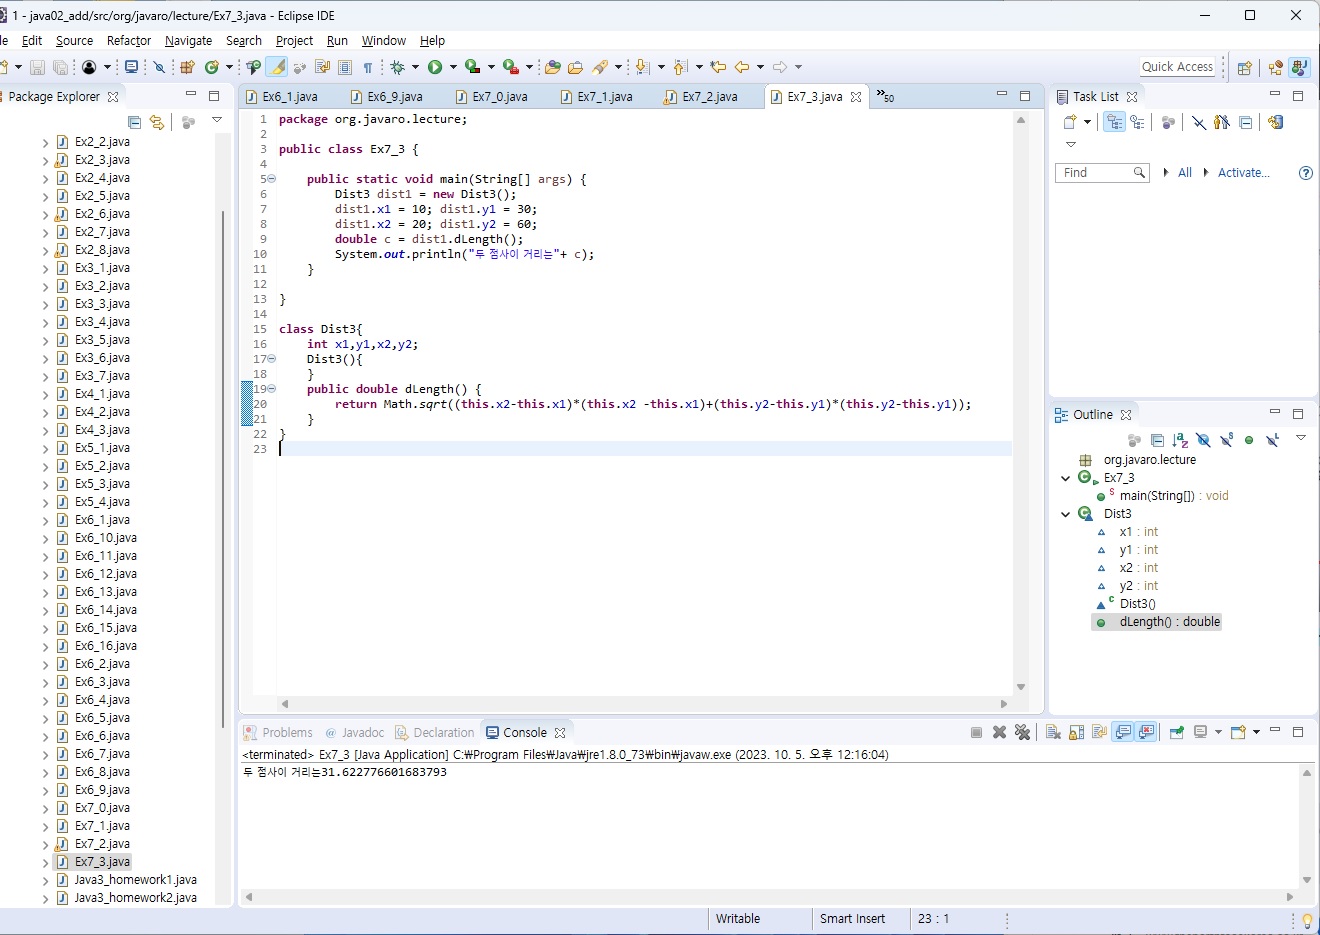 1 - java02_add/src/org/javaro/lecture/Ex7_3.java - Eclipse IDE
le Edit Source Refactor Navigate Search Project Run Window Help
Quick Access
Package Explorer
Ex2_2.java
Ex2_3.java
Ex2_4.java
Ex2_5.java
Ex2_6.java
Ex2_7.java
Ex2_8.java
Ex3_1.java
Ex3_2.java
Ex3_3.java
Ex3_4.java
Ex3_5.java
Ex3_6.java
Ex3_7.java
Ex4_1.java
Ex4_2.java
Ex4_3.java
Ex5_1.java
Ex5_2.java
Ex5_3.java
Ex5_4.java
Ex6_1.java
Ex6_10.java
Ex6_11.java
Ex6_12.java
Ex6_13.java
Ex6_14.java
Ex6_15.java
Ex6_16.java
Ex6_2.java
Ex6_3.java
Ex6_4.java
Ex6_5.java
Ex6_6.java
Ex6_7.java
Ex6_8.java
Ex6_9.java
Ex7_0.java
Ex7_1.java
Ex7_2.java
Ex7_3.java
Java3_homework1.java
Java3_homework2.java
Ex6_1.java Ex6_9.java Ex7_0.java Ex7_1.java Ex7_2.java Ex7_3.java »50
1 package org.javaro.lecture;
2
3 public class Ex7_3 {
4
5 public static void main(String[] args) {
6 Dist3 dist1 = new Dist3();
7 dist1.x1 = 10; dist1.y1 = 30;
8 dist1.x2 = 20; dist1.y2 = 60;
9 double c = dist1.dLength();
10 System.out.println("두 점사이 거리는"+ c);
11 }
12
13 }
14
15 class Dist3{
16 int x1,y1,x2,y2;
17 Dist3(){
18 }
19 public double dLength() {
20 return Math.sqrt((this.x2-this.x1)*(this.x2 -this.x1)+(this.y2-this.y1)*(this.y2-this.y1));
21 }
22 }
23
Task List
Find All Activate...
Outline
org.javaro.lecture
Ex7_3
main(String[]) : void
Dist3
x1 : int
y1 : int
x2 : int
y2 : int
Dist3()
dLength() : double
Problems Javadoc Declaration Console
<terminated> Ex7_3 [Java Application] C:₩Program Files₩Java₩jre1.8.0_73₩bin₩javaw.exe (2023. 10. 5. 오후 12:16:04)
두 점사이 거리는31.622776601683793
Writable Smart Insert 23 : 1